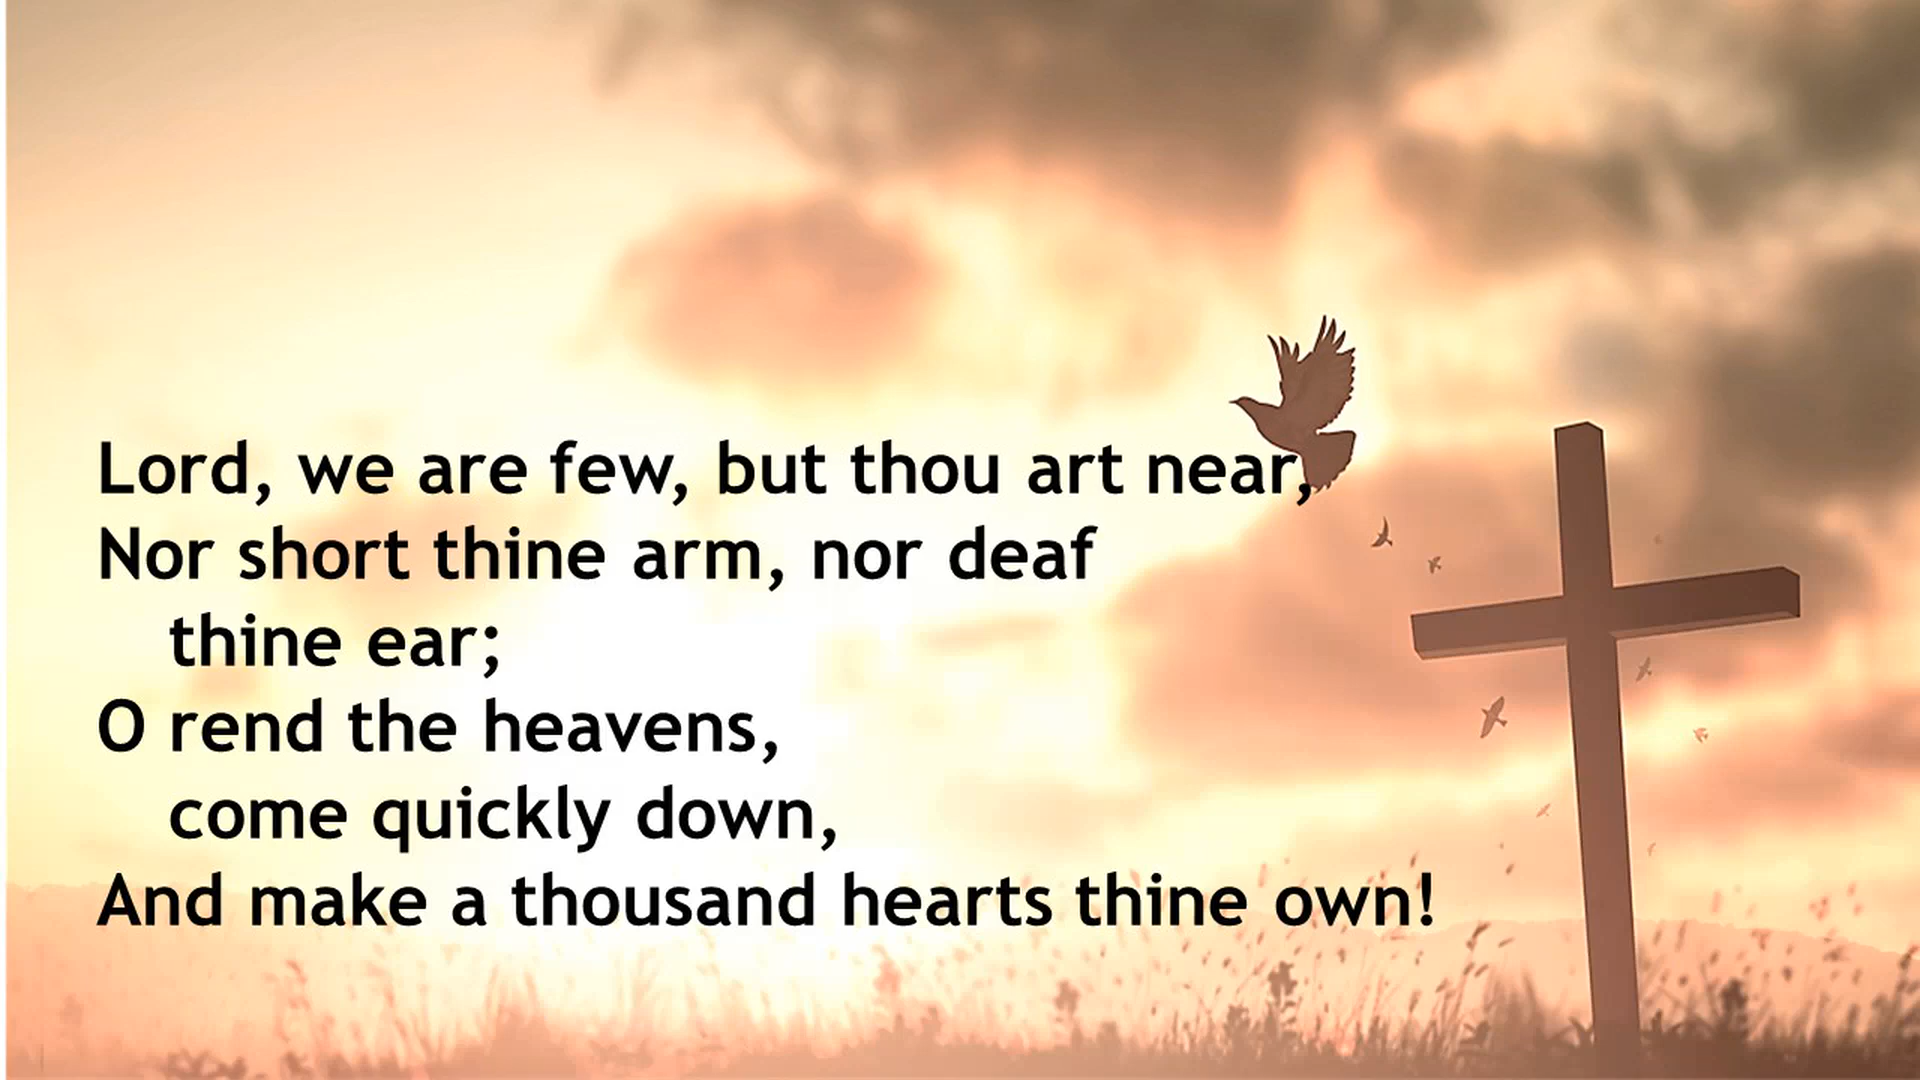 Lord, we are few, but thou art near,
Nor short thine arm, nor deaf
thine ear;
O rend the heavens,
come quickly down,
And make a thousand hearts thine own!